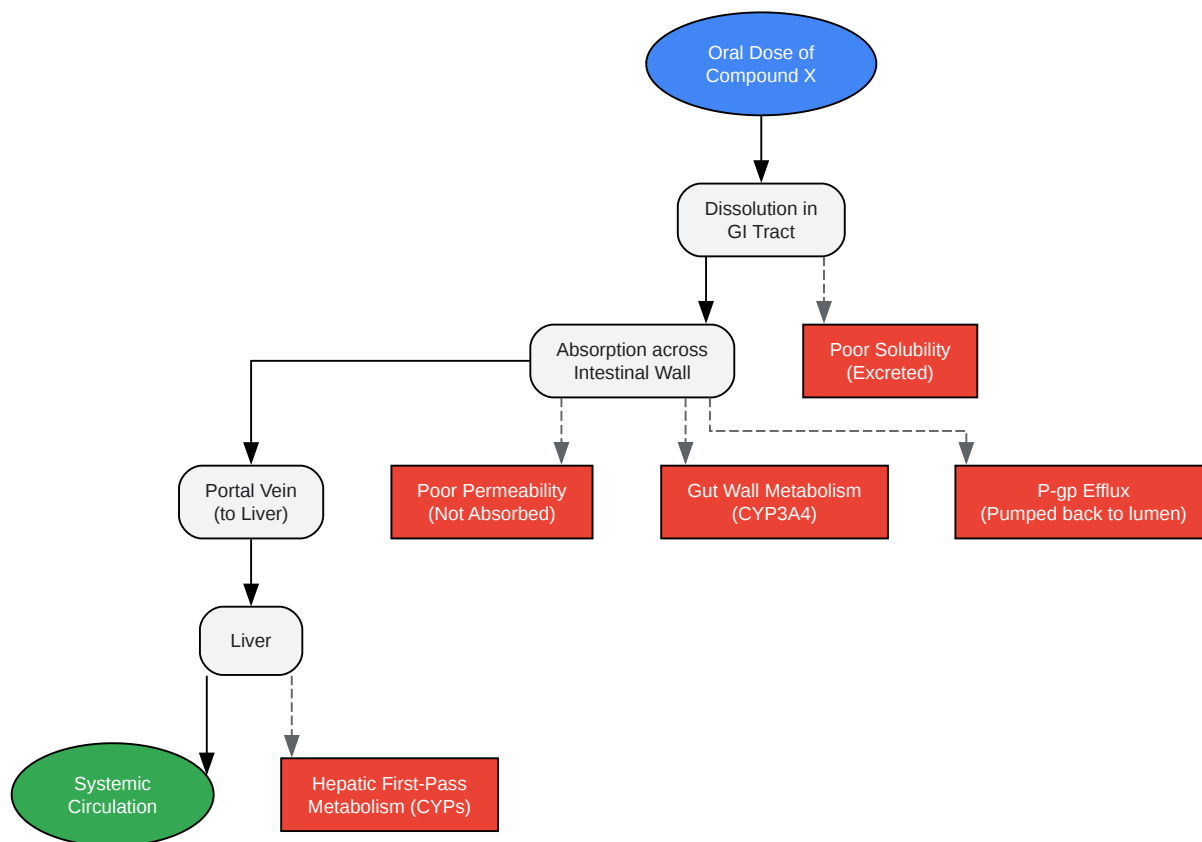 Oral Dose of
Compound X
Dissolution in
GI Tract
Absorption across
Intestinal Wall
Poor Solubility
(Excreted)
Portal Vein
(to Liver)
Poor Permeability
(Not Absorbed)
Gut Wall Metabolism
(CYP3A4)
P-gp Efflux
(Pumped back to lumen)
Liver
Systemic
Circulation
Hepatic First-Pass
Metabolism (CYPs)